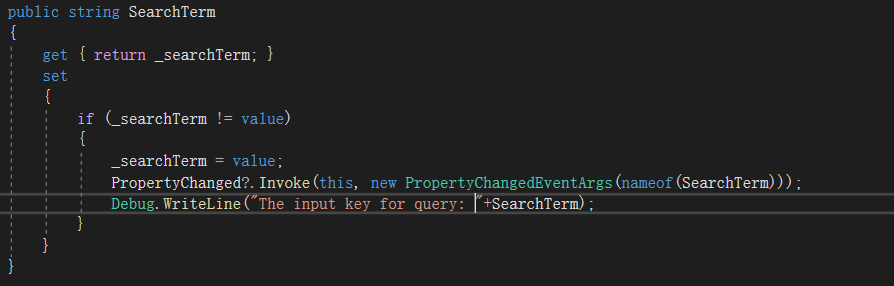 public string SearchTerm
{
    get { return _searchTerm; }
    set
    {
        if (_searchTerm != value)
        {
            _searchTerm = value;
            PropertyChanged?.Invoke(this, new PropertyChangedEventArgs(nameof(SearchTerm)));
            Debug.WriteLine("The input key for query: "+SearchTerm);
        }
    }
}